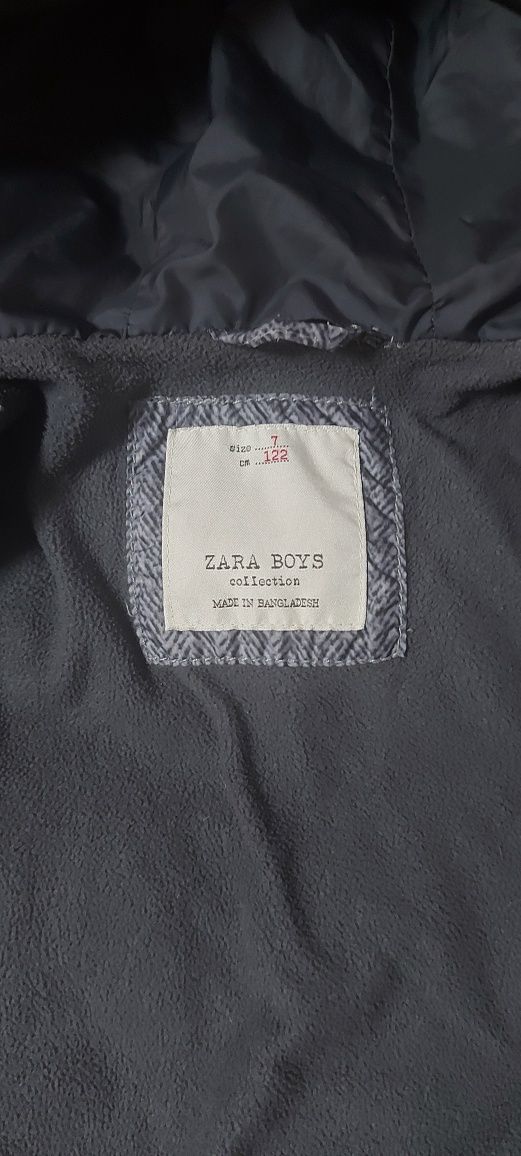 size ...... 7 ...
cm ...... 122
ZARA BOYS
collection
MADE IN BANGLADESH